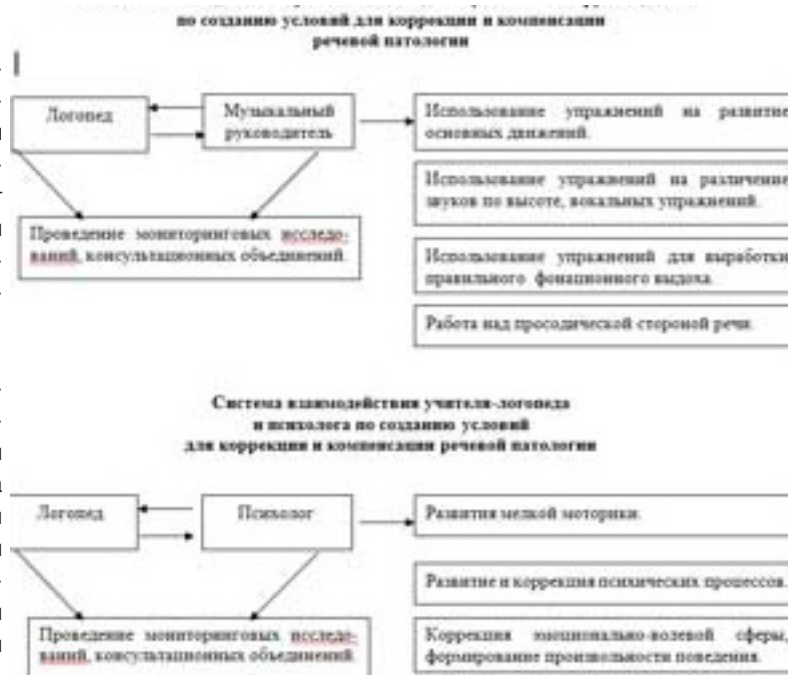 по созданию условий для коррекции и компенсации
речевой патологии
Логопед
Музыкальный
руководитель
Использование упражнений на развитие
основных движений.
Использование упражнений на различение
звуков по высоте, вокальных упражнений.
Проведение мониторинговых исследо-
ваний, консультационных объединений
Использование упражнений для выработки
правильного фонационного выдоха.
Работа над просодической стороной речи
Система взаимодействия учителя-логопеда
и психолога по созданию условий
для коррекции и компенсации речевой патологии
Логопед
Психолог
Развития мелкой моторики.
Развитие и коррекция психических процессов.
Проведение мониторинговых исследо-
ваний, консультационных объединений
Коррекция эмоционально-волевой сферы,
формирование произвольности поведения.